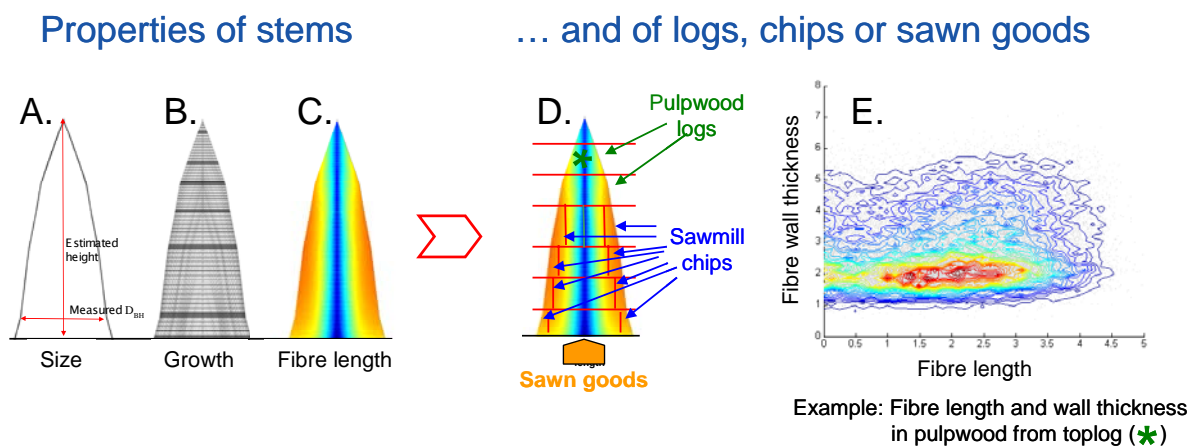 Properties of stems
… and of logs, chips or sawn goods
A.
B.
C.
D.
E.
Estimated
height
Measured D_BH
Size
Growth
Fibre length
Pulpwood
logs
*
Sawmill
chips
Sawn goods
Fibre wall thickness
8
7
6
5
4
3
2
1
0
0
0.5
1
1.5
2
2.5
3
3.5
4
4.5
5
Fibre length
Example: Fibre length and wall thickness
in pulpwood from toplog (*)